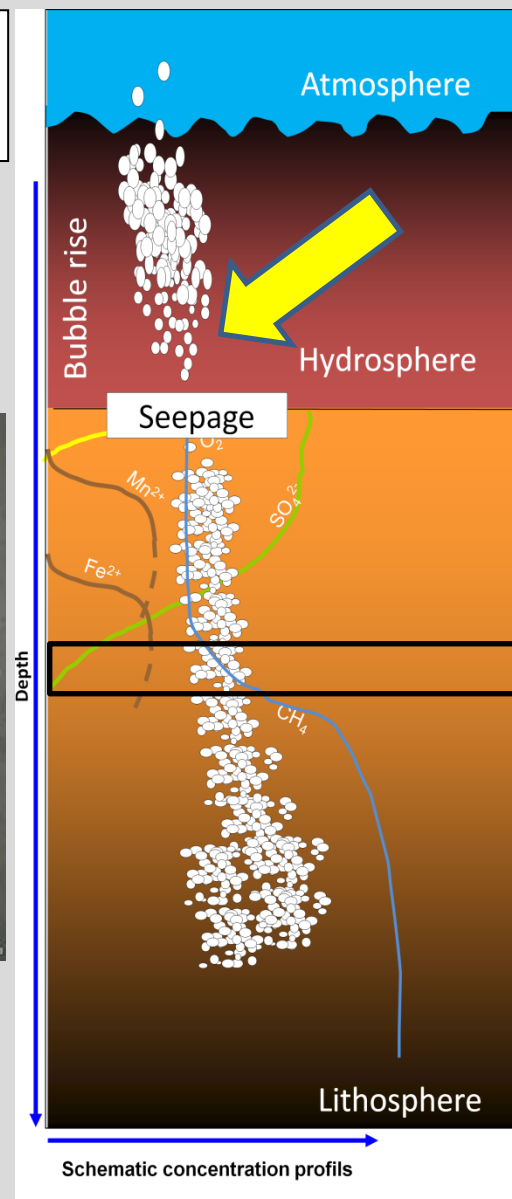 Atmosphere
Bubble rise
Hydrosphere
Seepage
O₂
Mn²⁺
SO₄²⁻
Fe²⁺
Depth
CH₄
Lithosphere
Schematic concentration profils